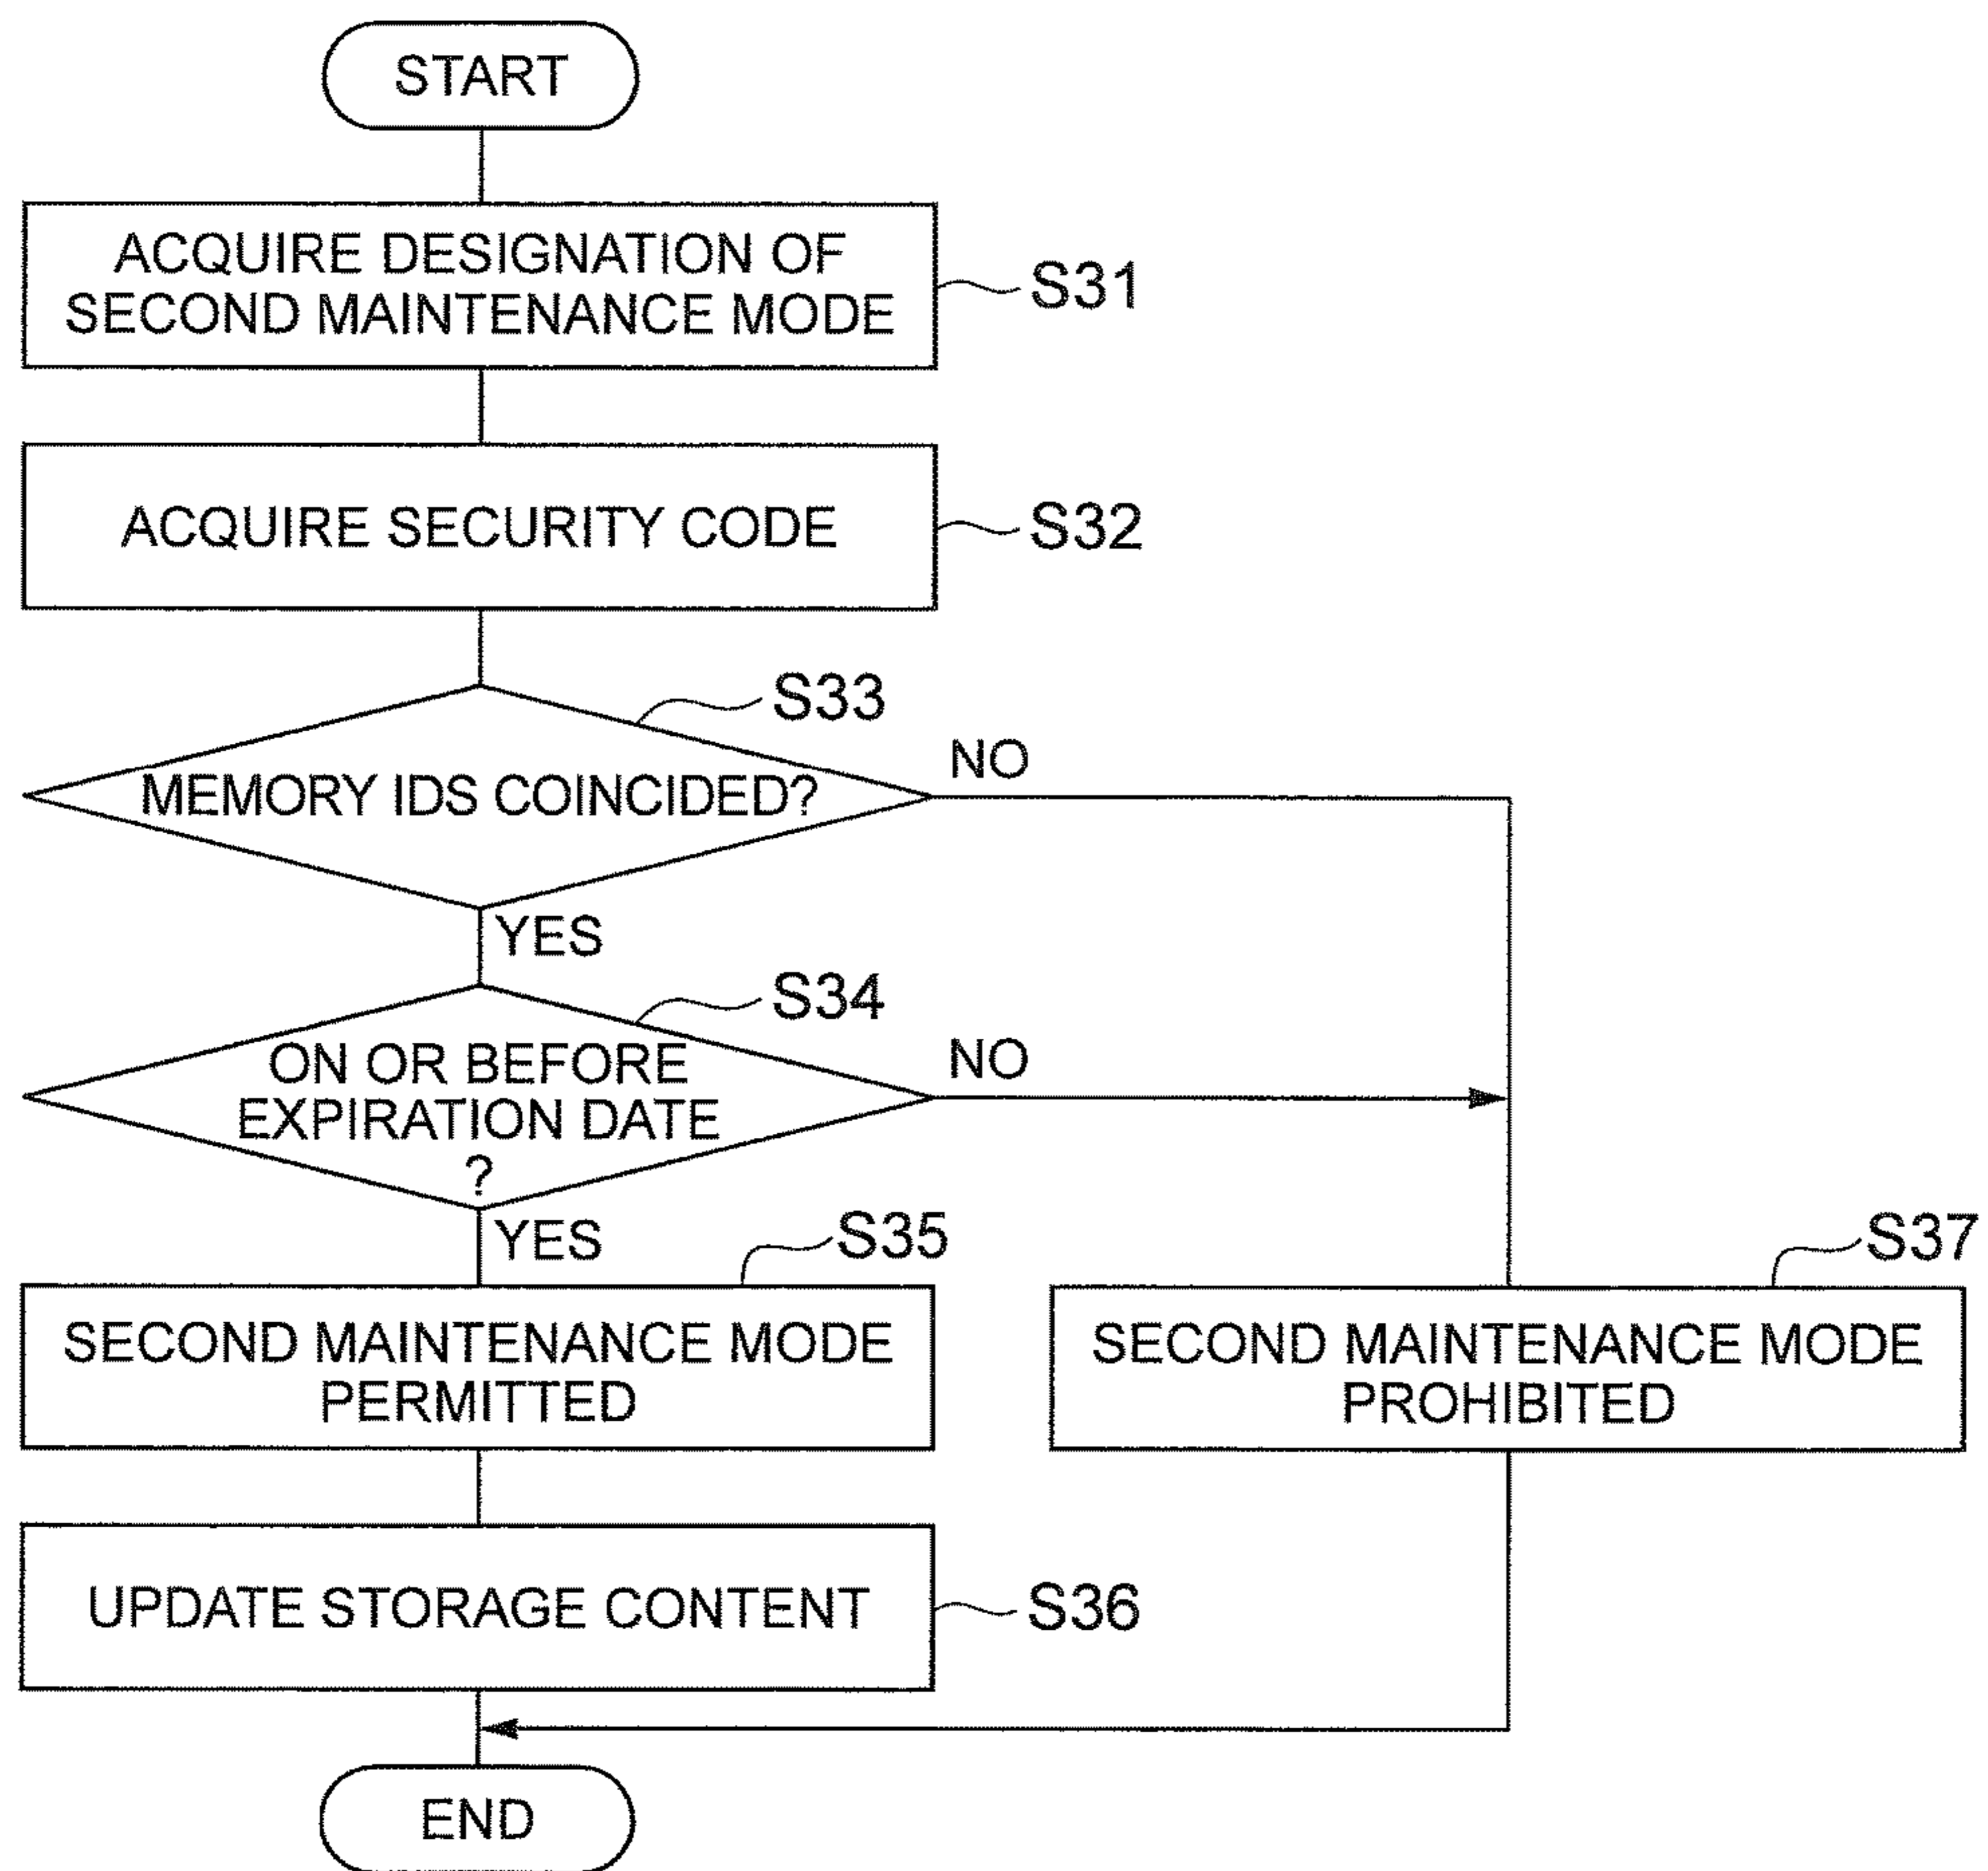 START
ACQUIRE DESIGNATION OF
SECOND MAINTENANCE MODE
S31
ACQUIRE SECURITY CODE
S32
S33
MEMORY IDS COINCIDED?
NO
YES
S34
ON OR BEFORE
EXPIRATION DATE
?
NO
YES
S35
SECOND MAINTENANCE MODE
PERMITTED
S37
SECOND MAINTENANCE MODE
PROHIBITED
UPDATE STORAGE CONTENT
S36
END